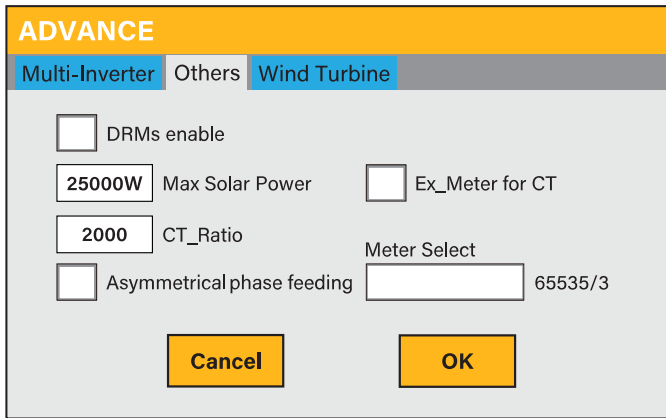 ADVANCE
Multi-Inverter Others Wind Turbine
DRMs enable
25000W Max Solar Power Ex_Meter for CT
2000 CT_Ratio
Meter Select
Asymmetrical phase feeding 65535/3
Cancel OK